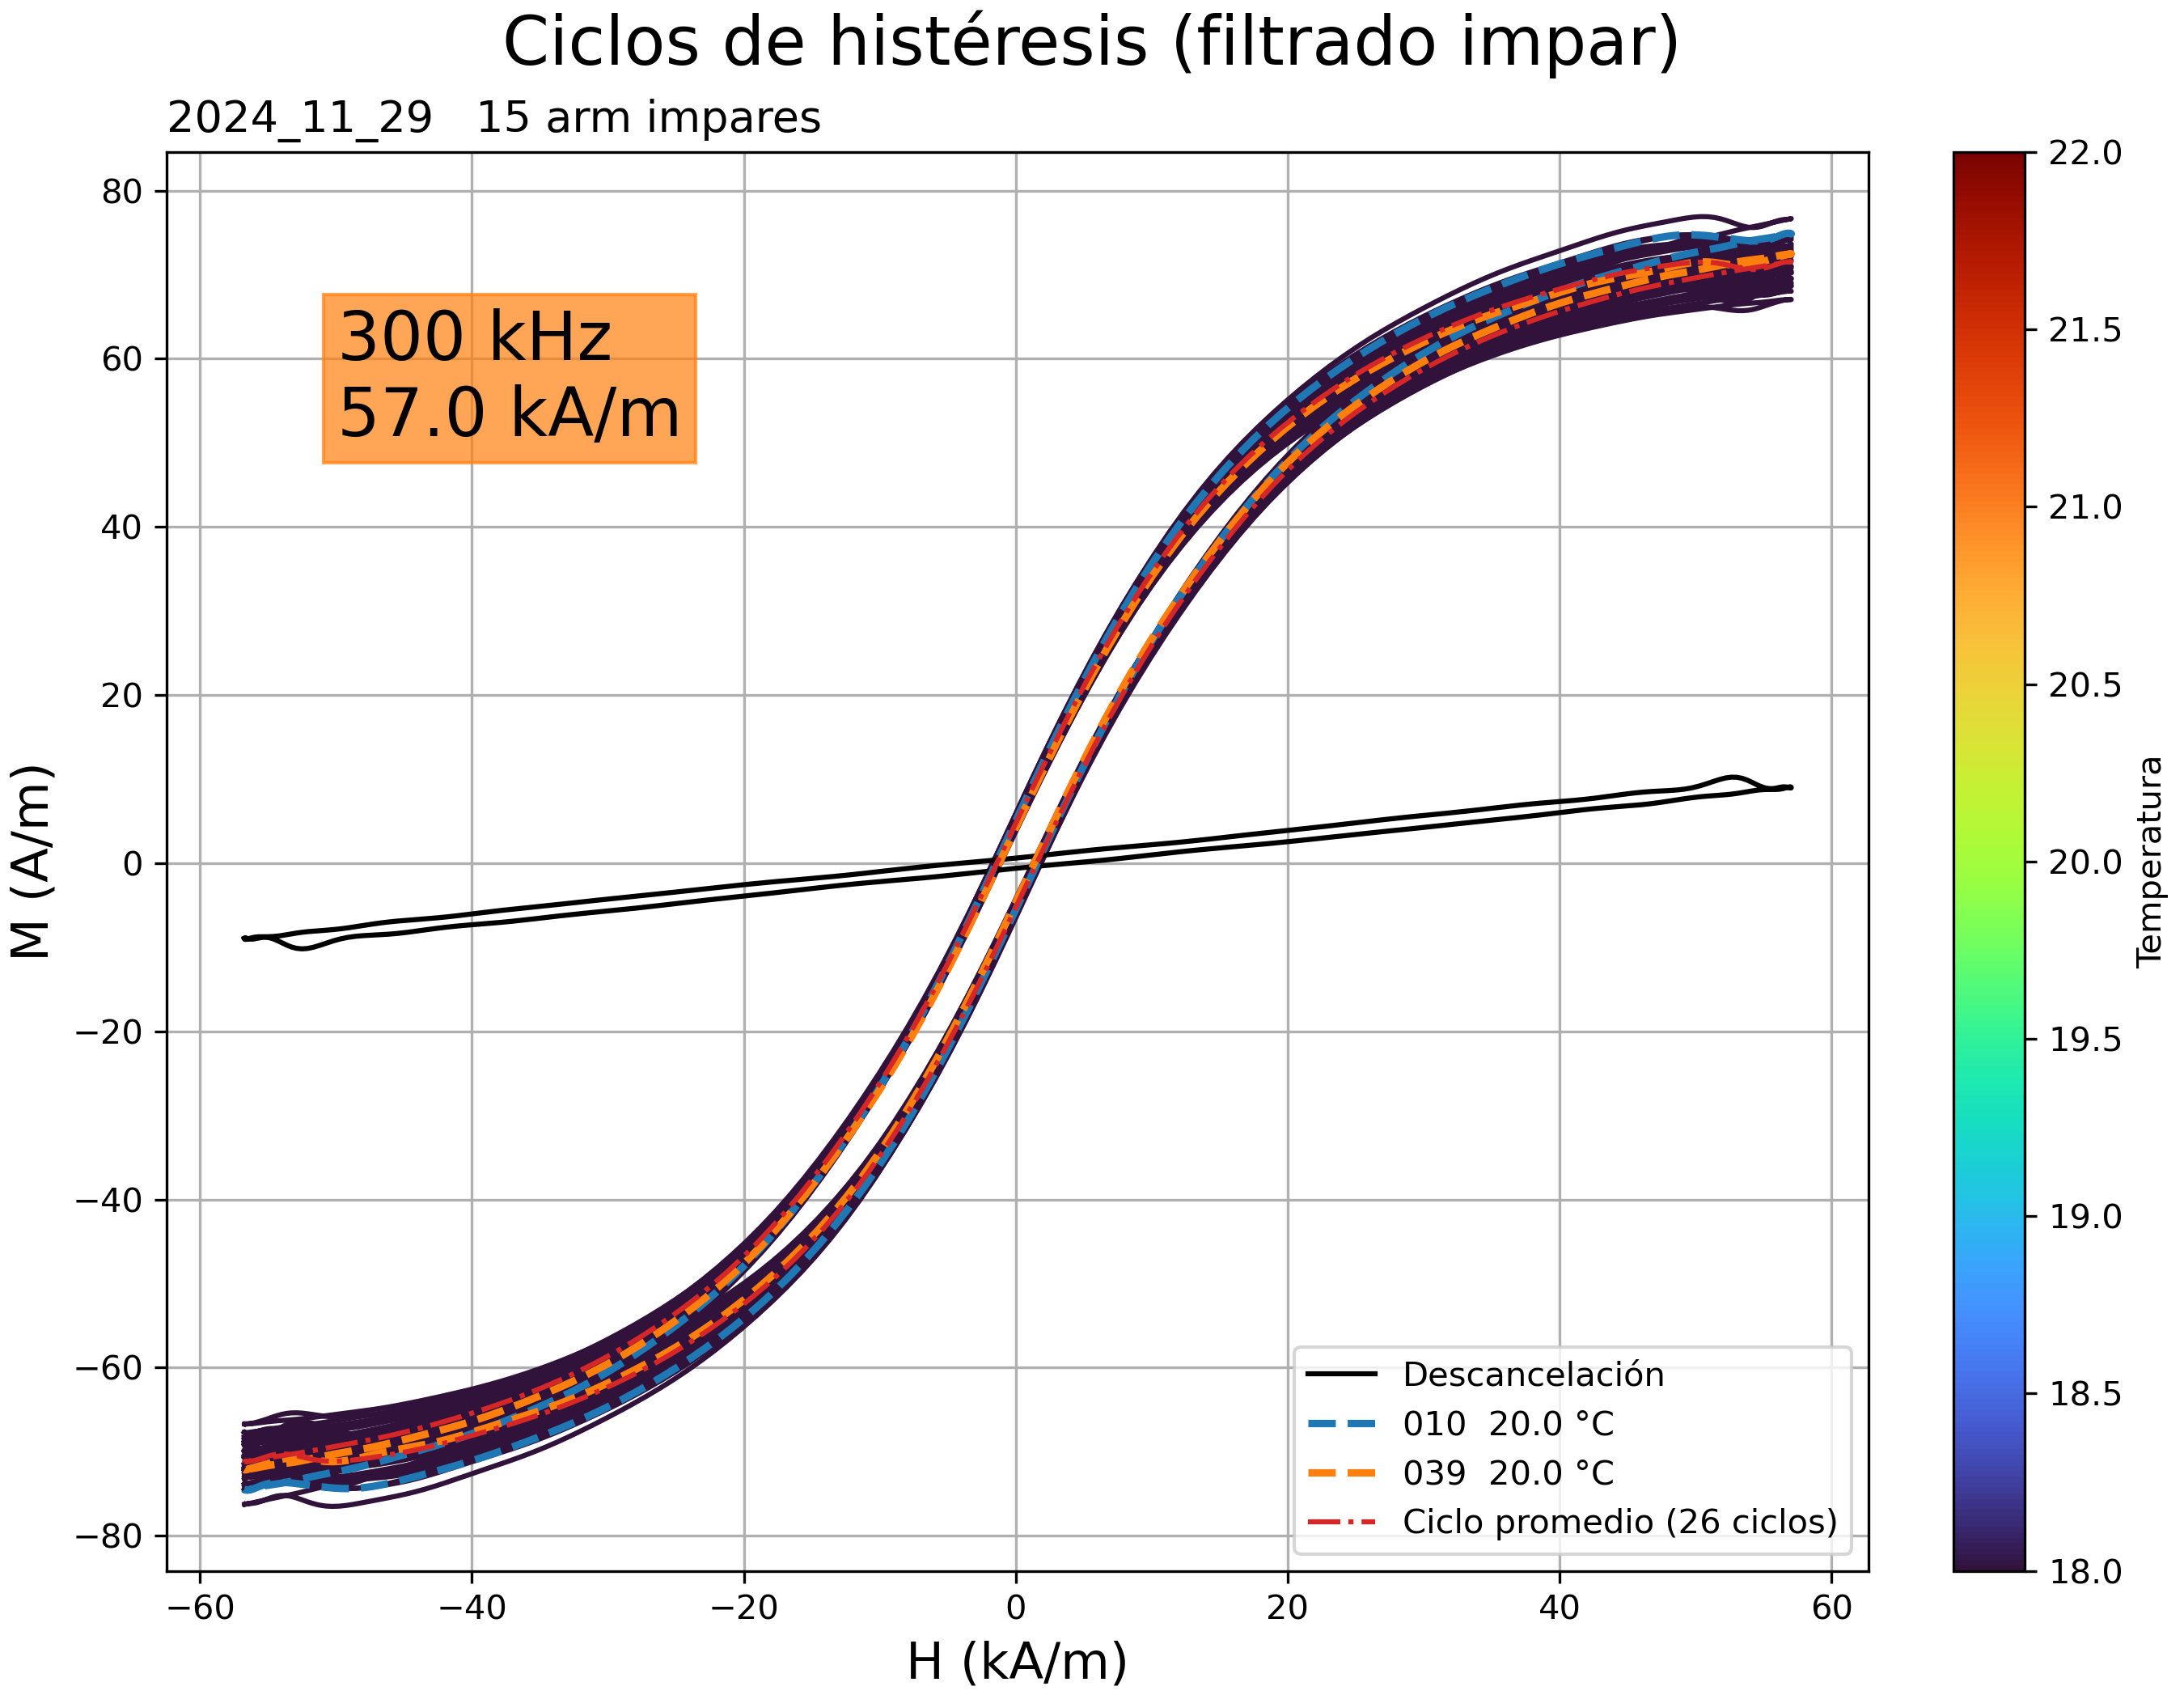 Ciclos de histéresis (filtrado impar)
2024_11_29   15 arm impares
300 kHz
57.0 kA/m
80
60
40
20
0
−20
−40
−60
−80
M (A/m)
−60
−40
−20
0
20
40
60
H (kA/m)
Descancelación
010  20.0 °C
039  20.0 °C
Ciclo promedio (26 ciclos)
22.0
21.5
21.0
20.5
20.0
19.5
19.0
18.5
18.0
Temperatura